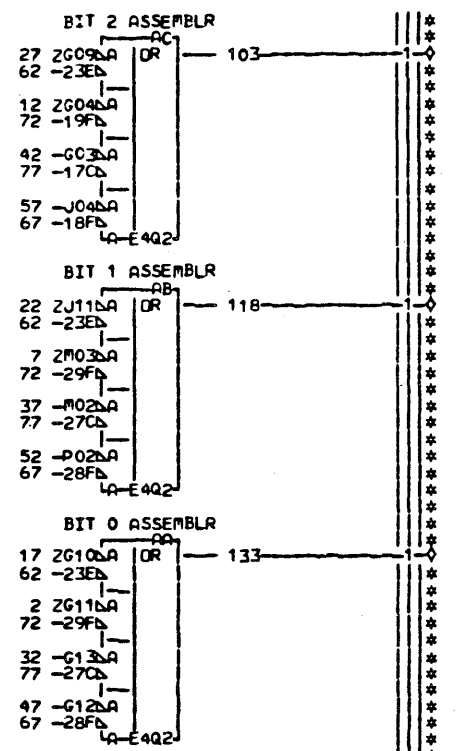 BIT 2 ASSEMBLR
AC
27 ZG09 A OR 103 1
62 -23E
12 ZG04 A
72 -19F
42 -G03 A
77 -17C
57 -J04 A
67 -18F
A E4Q2
BIT 1 ASSEMBLR
AB
22 ZJ11 A OR 118 1
62 -23E
7 ZM03 A
72 -29F
37 -M02 A
77 -27C
52 -P02 A
67 -28F
A E4Q2
BIT 0 ASSEMBLR
AA
17 ZG10 A OR 133 1
62 -23E
2 ZG11 A
72 -29F
32 -G13 A
77 -27C
47 -G12 A
67 -28F
A E4Q2